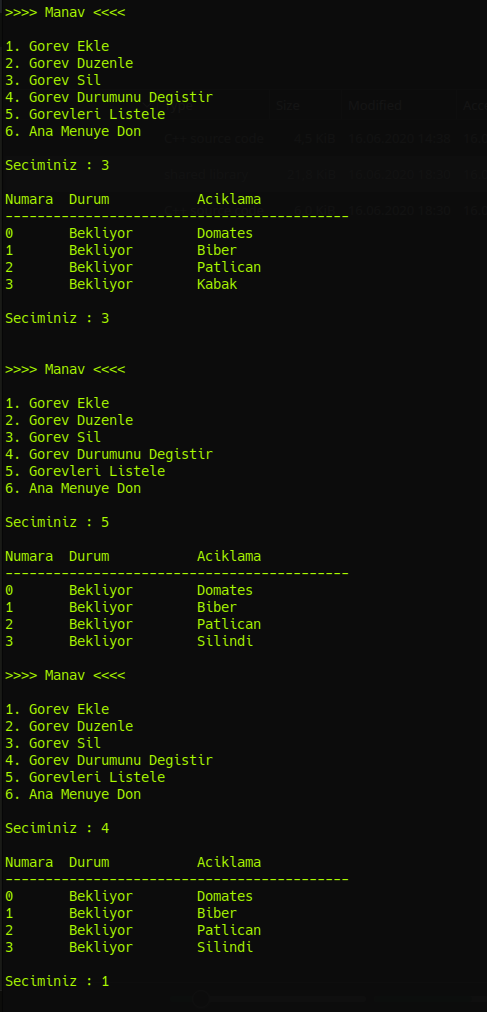 >>>> Manav <<<<
1. Gorev Ekle
2. Gorev Duzenle
3. Gorev Sil
4. Gorev Durumunu Degistir
5. Gorevleri Listele
6. Ana Menuye Don
Seciminiz : 3
Numara Durum Aciklama
-------------------------------------------
0 Bekliyor Domates
1 Bekliyor Biber
2 Bekliyor Patlican
3 Bekliyor Kabak
Seciminiz : 3
>>>> Manav <<<<
1. Gorev Ekle
2. Gorev Duzenle
3. Gorev Sil
4. Gorev Durumunu Degistir
5. Gorevleri Listele
6. Ana Menuye Don
Seciminiz : 5
Numara Durum Aciklama
-------------------------------------------
0 Bekliyor Domates
1 Bekliyor Biber
2 Bekliyor Patlican
3 Bekliyor Silindi
>>>> Manav <<<<
1. Gorev Ekle
2. Gorev Duzenle
3. Gorev Sil
4. Gorev Durumunu Degistir
5. Gorevleri Listele
6. Ana Menuye Don
Seciminiz : 4
Numara Durum Aciklama
-------------------------------------------
0 Bekliyor Domates
1 Bekliyor Biber
2 Bekliyor Patlican
3 Bekliyor Silindi
Seciminiz : 1